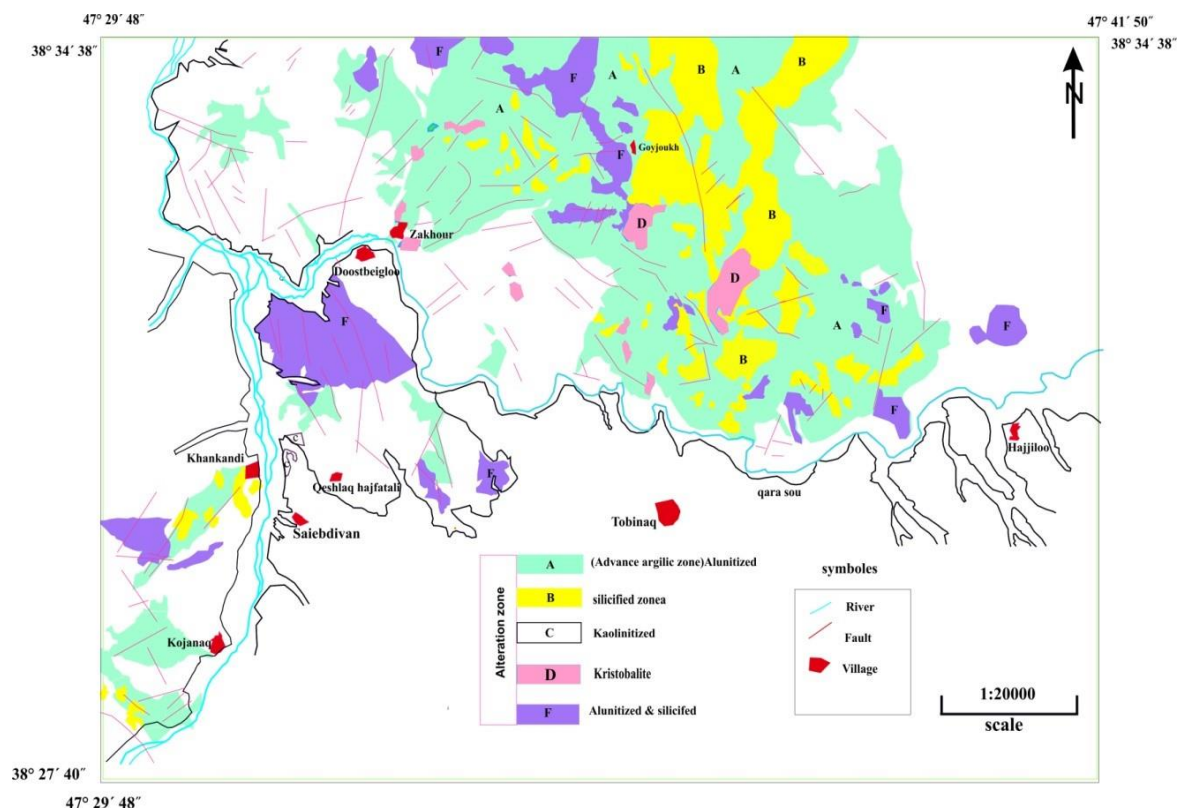 47° 29´ 48˝
47° 41´ 50˝
38° 34´ 38˝
38° 34´ 38˝
N
F
F
A
B
A
B
A
F
Goyjoukh
D
B
Zakhour
Doostbeigloo
D
F
F
F
A
B
F
Khankandi
C
C
Qeshlaq hajfatali
F
Hajjiloo
qara sou
Saiebdivan
Tobinaq
Kojanaq
Alteration zone
A (Advance argilic zone)Alunitized
B silicified zonea
C Kaolinitized
D Kristobalite
F Alunitized & silicifed
symboles
River
Fault
Village
1:20000
scale
38° 27´ 40˝
47° 29´ 48˝